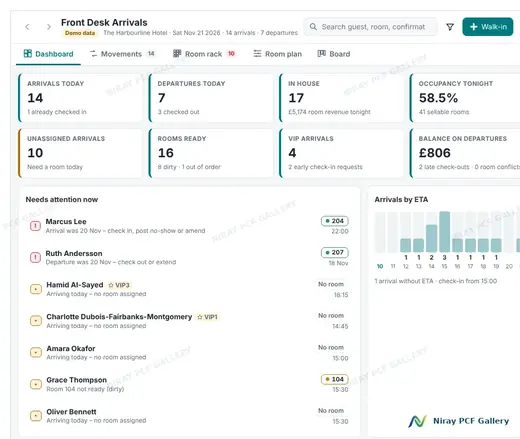 Front Desk Arrivals
Demo data The Harbourline Hotel · Sat Nov 21 2026 · 14 arrivals · 7 departures
Search guest, room, confirmat
Walk-in
Dashboard
Movements 14
Room rack 10
Room plan
Board
ARRIVALS TODAY
14
1 already checked in
DEPARTURES TODAY
7
3 checked out
IN HOUSE
17
£5,174 room revenue tonight
OCCUPANCY TONIGHT
58.5%
41 sellable rooms
UNASSIGNED ARRIVALS
10
Need a room today
ROOMS READY
16
9 dirty · 1 out of order
VIP ARRIVALS
4
2 early check-in requests
BALANCE ON DEPARTURES
£806
2 late check-outs · 0 room conflicts
Needs attention now
Marcus Lee
Arrival was 20 Nov – check in, post no-show or amend
204
22:00
Ruth Andersson
Departure was 20 Nov – check out or extend
207
18 Nov
Hamid Al-Sayed VIP3
Arriving today – no room assigned
No room
16:15
Charlotte Dubois-Fairbanks-Montgomery VIP1
Arriving today – no room assigned
No room
14:45
Amara Okafor
Arriving today – no room assigned
No room
15:00
Grace Thompson
Room 104 not ready (dirty)
104
15:30
Oliver Bennett
Arriving today – no room assigned
No room
15:30
Arrivals by ETA
1 1 2 3 1 1 1 1
10 11 12 13 14 15 16 17 18 19 20
1 arrival without ETA · check-in from 15:00
Niray PCF Gallery
NIRAY PCF GALLERY